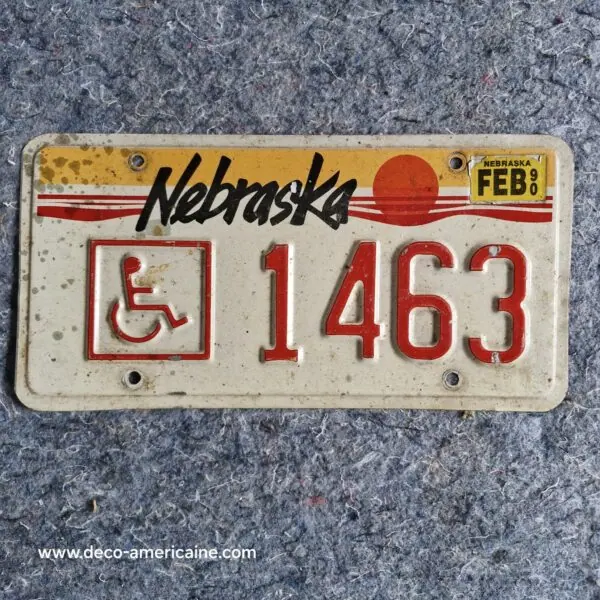 Nebraska
NEBRASKA
FEB 90
1463
www.deco-americaine.com